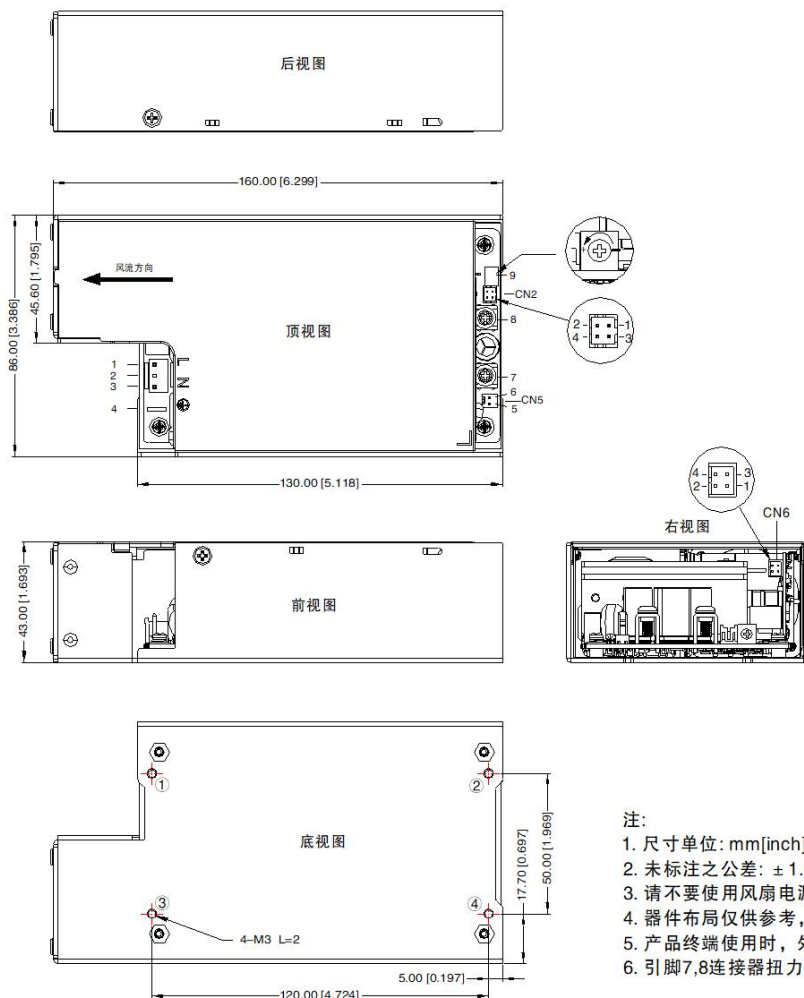 后视图
160.00 [6.299]
86.00 [3.386]
45.60 [1.795]
风流方向
顶视图
9
CN2
8
7
6
CN5
5
2
1
4
3
1
2
3
4
L
N
130.00 [5.118]
4
3
2
1
右视图
CN6
43.00 [1.693]
前视图
①
②
底视图
③
④
4-M3 L=2
17.70 [0.697]
50.00 [1.969]
5.00 [0.197]
120.00 [4.724]
注:
1. 尺寸单位: mm[inch]
2. 未标注之公差: ±1.
3. 请不要使用风扇电源
4. 器件布局仅供参考,
5. 产品终端使用时,
6. 引脚7,8连接器扭力